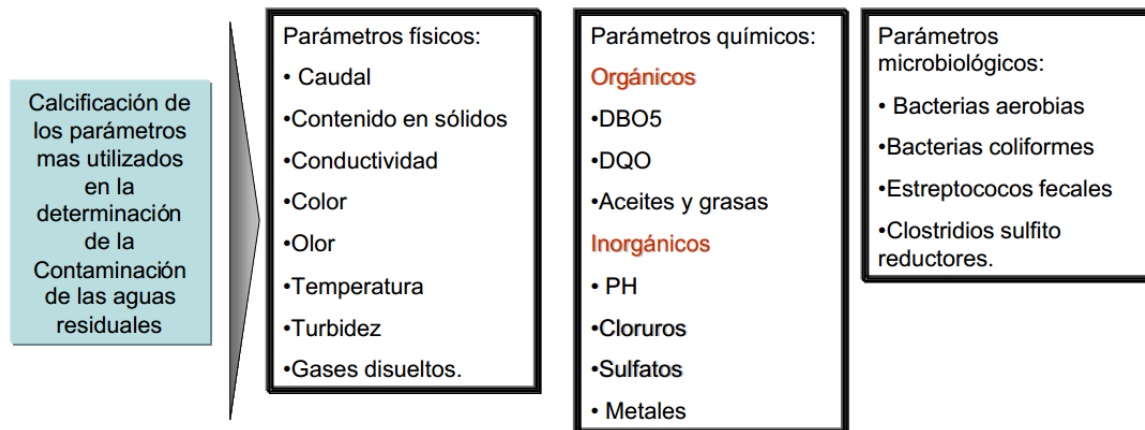 Calcificación de
los parámetros
mas utilizados
en la
determinación
de la
Contaminación
de las aguas
residuales
Parámetros físicos:
• Caudal
•Contenido en sólidos
•Conductividad
•Color
•Olor
•Temperatura
•Turbidez
•Gases disueltos.
Parámetros químicos:
Orgánicos
•DBO5
•DQO
•Aceites y grasas
Inorgánicos
• PH
•Cloruros
•Sulfatos
• Metales
Parámetros
microbiológicos:
• Bacterias aerobias
•Bacterias coliformes
•Estreptococos fecales
•Clostridios sulfito
reductores.